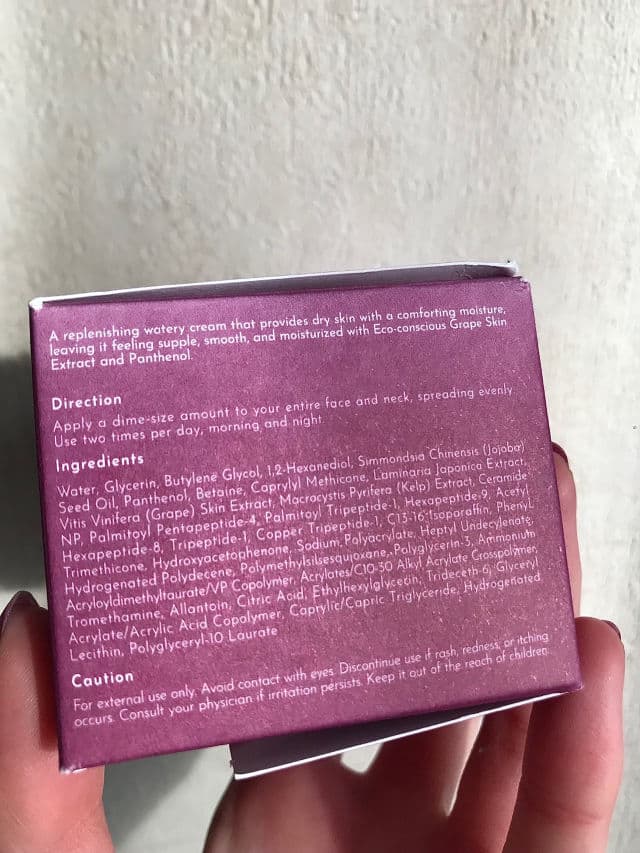 A replenishing watery cream that provides dry skin with a comforting moisture,
leaving it feeling supple, smooth, and moisturized with Eco-conscious Grape Skin
Extract and Panthenol.
Direction
Apply a dime-size amount to your entire face and neck, spreading evenly.
Use two times per day, morning and night.
Ingredients
Water, Glycerin, Butylene Glycol, 1,2-Hexanediol, Simmondsia Chinensis (Jojoba)
Seed Oil, Panthenol, Betaine, Caprylyl Methicone, Laminaria Japonica Extract,
Vitis Vinifera (Grape) Skin Extract, Macrocystis Pyrifera (Kelp) Extract, Ceramide
NP, Palmitoyl Pentapeptide-4, Palmitoyl Tripeptide-1, Hexapeptide-9, Acetyl
Hexapeptide-8, Tripeptide-1, Copper Tripeptide-1, C13-16 Isoparaffin, Phenyl
Trimethicone, Hydroxyacetophenone, Sodium Polyacrylate, Heptyl Undecylenate,
Hydrogenated Polydecene, Polymethylsilsesquioxane, Polyglycerin-3, Ammonium
Acryloyldimethyltaurate/VP Copolymer, Acrylates/C10-30 Alkyl Acrylate Crosspolymer,
Tromethamine, Allantoin, Citric Acid, Ethylhexylglycerin, Trideceth-6, Glyceryl
Acrylate/Acrylic Acid Copolymer, Caprylic/Capric Triglyceride, Hydrogenated
Lecithin, Polyglyceryl-10 Laurate
Caution
For external use only. Avoid contact with eyes. Discontinue use if rash, redness, or itching
occurs. Consult your physician if irritation persists. Keep it out of the reach of children.